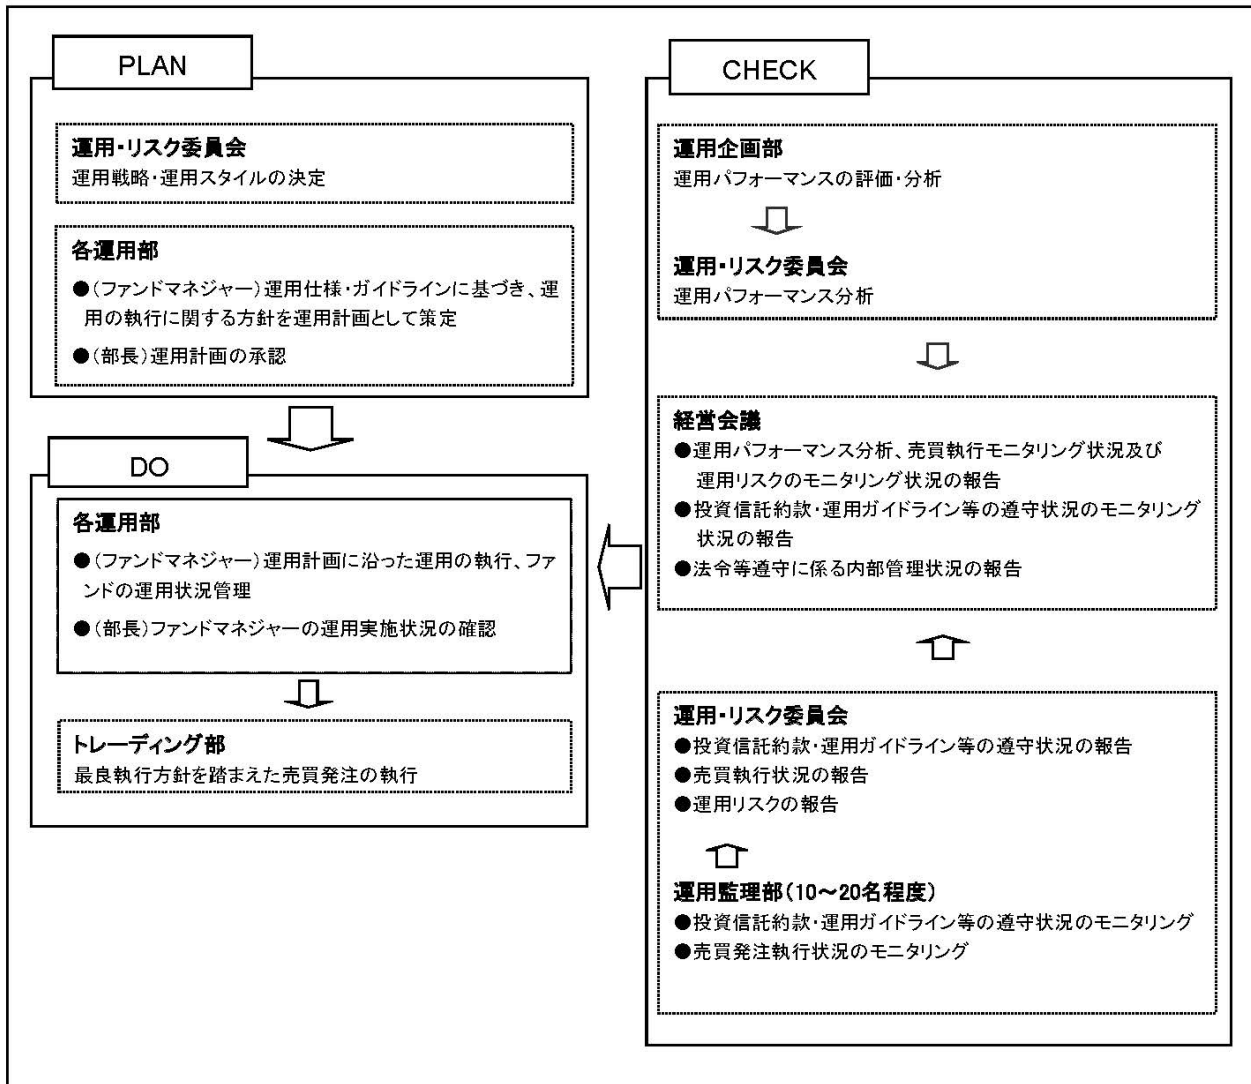 PLAN
運用・リスク委員会
運用戦略・運用スタイルの決定
各運用部
●(ファンドマネジャー)運用仕様・ガイドラインに基づき、運
用の執行に関する方針を運用計画として策定
●(部長)運用計画の承認
DO
各運用部
●(ファンドマネジャー)運用計画に沿った運用の執行、ファ
ンドの運用状況管理
●(部長)ファンドマネジャーの運用実施状況の確認
トレーディング部
最良執行方針を踏まえた売買発注の執行
CHECK
運用企画部
運用パフォーマンスの評価・分析
運用・リスク委員会
運用パフォーマンス分析
経営会議
●運用パフォーマンス分析、売買執行モニタリング状況及び
運用リスクのモニタリング状況の報告
●投資信託約款・運用ガイドライン等の遵守状況のモニタリング
状況の報告
●法令等遵守に係る内部管理状況の報告
運用・リスク委員会
●投資信託約款・運用ガイドライン等の遵守状況の報告
●売買執行状況の報告
●運用リスクの報告
運用監理部(10～20名程度)
●投資信託約款・運用ガイドライン等の遵守状況のモニタリング
●売買発注執行状況のモニタリング